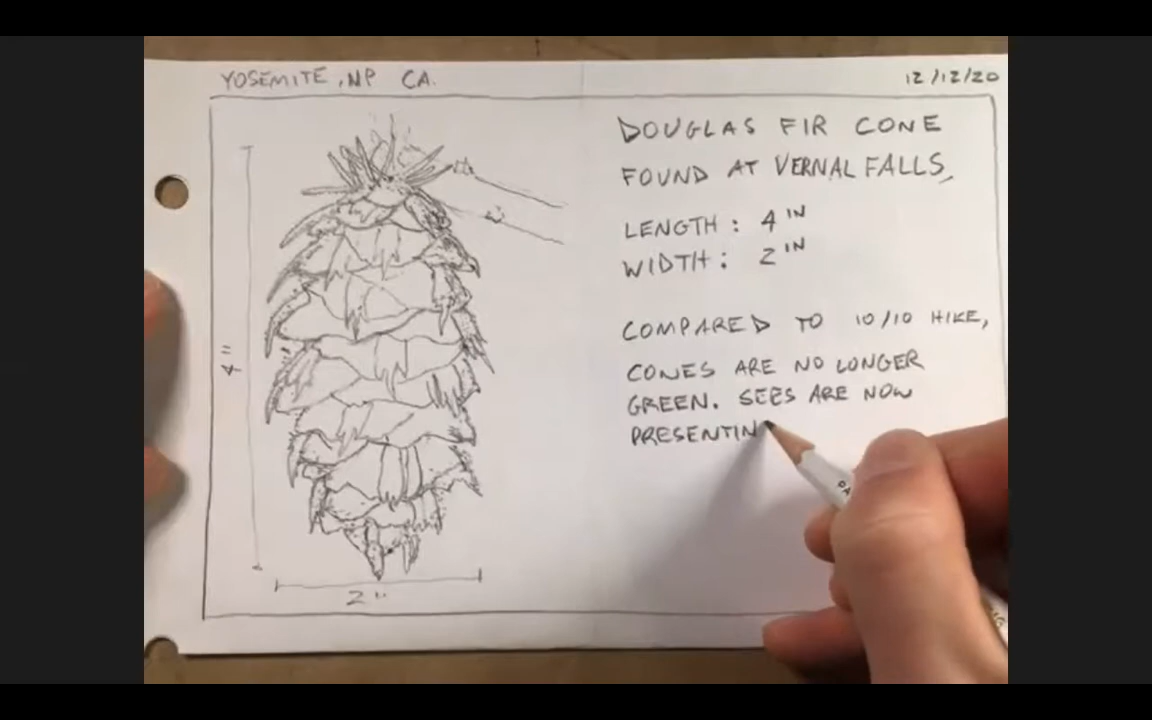 YOSEMITE, NP CA.
12/12/20
DOUGLAS FIR CONE
FOUND AT VERNAL FALLS,
LENGTH: 4 IN
WIDTH: 2 IN
COMPARED TO 10/10 HIKE,
CONES ARE NO LONGER
GREEN. SEES ARE NOW
PRESENTIN
4"
2"